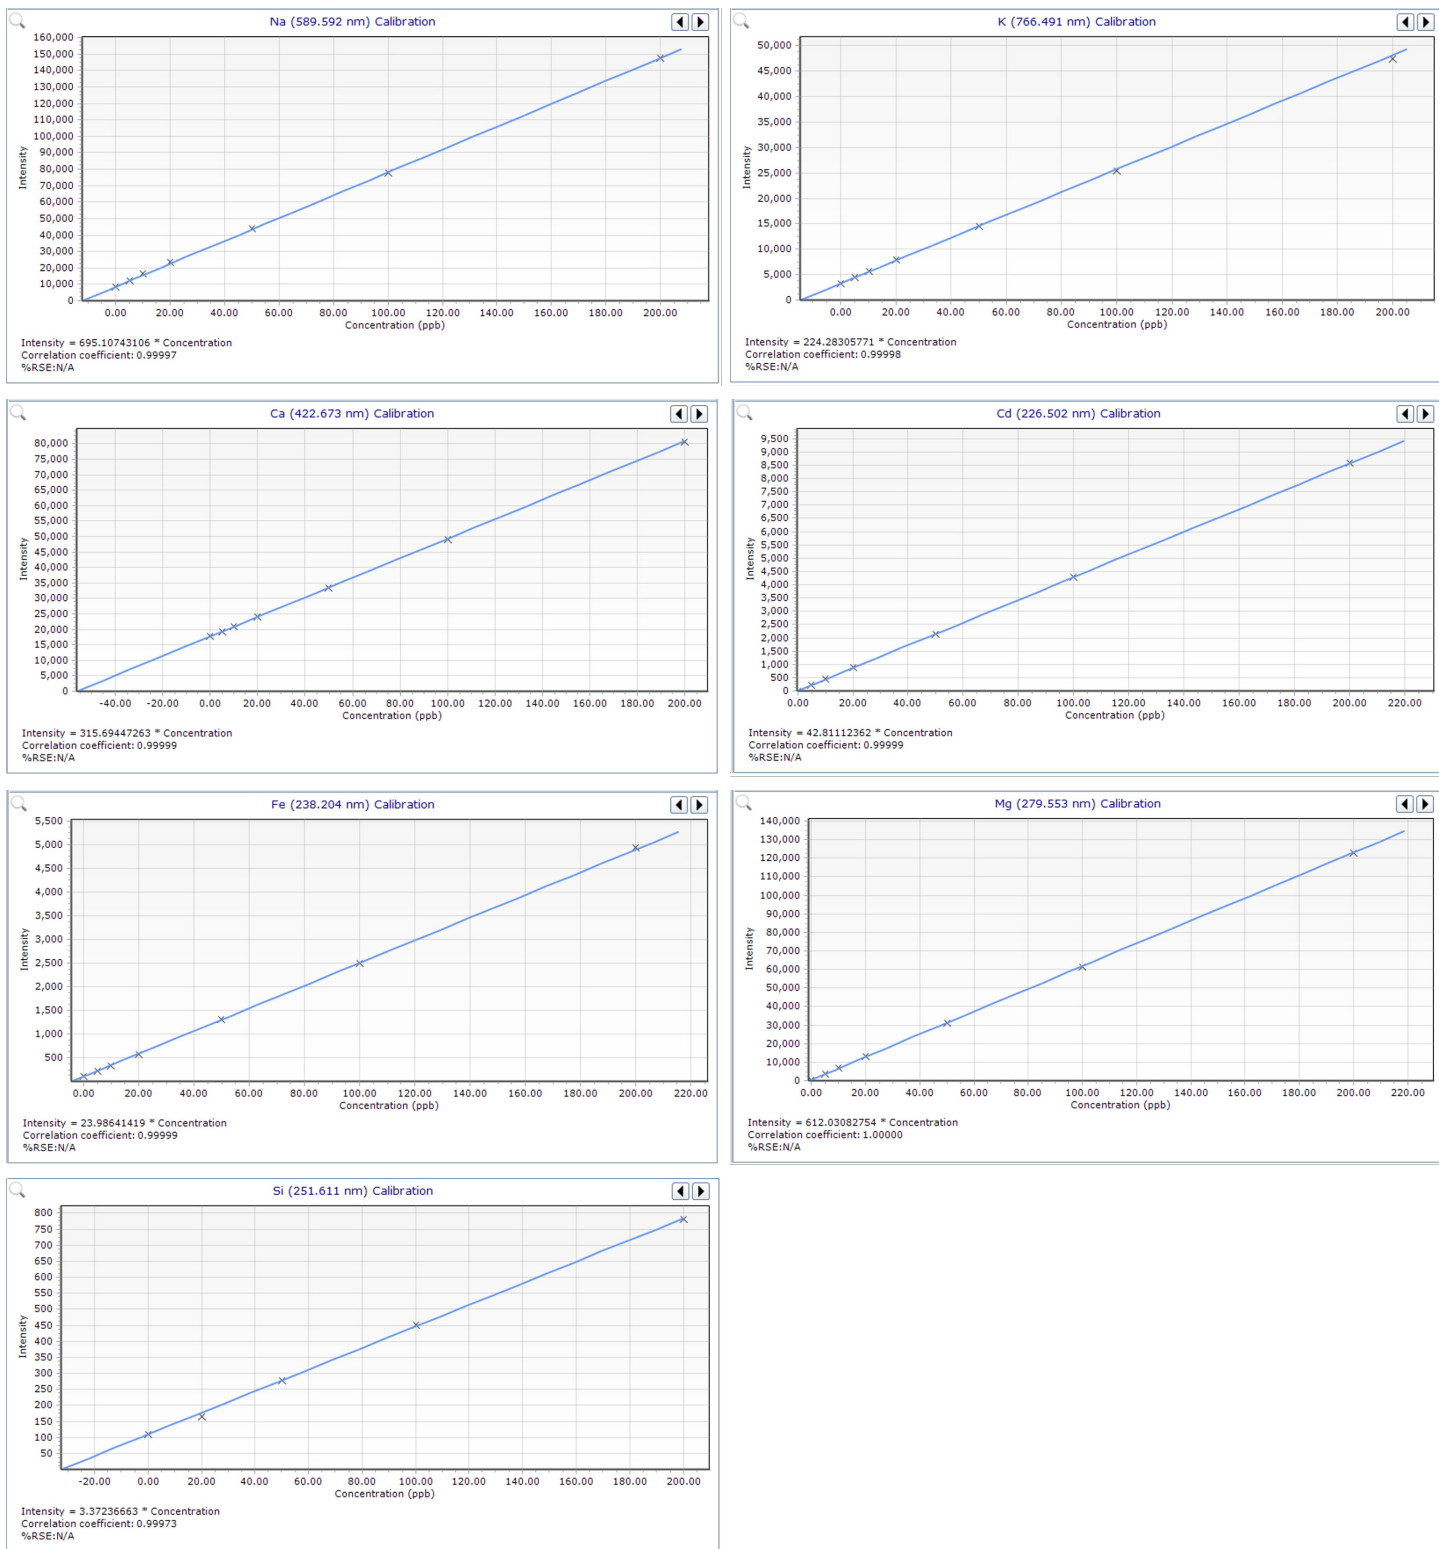 Na (589.592 nm) Calibration
160,000
150,000
140,000
130,000
120,000
110,000
100,000
90,000
80,000
70,000
60,000
50,000
40,000
30,000
20,000
10,000
0
Intensity
0.00 20.00 40.00 60.00 80.00 100.00 120.00 140.00 160.00 180.00 200.00
Concentration (ppb)
Intensity = 695.10743106 * Concentration
Correlation coefficient: 0.99997
%RSE:N/A
K (766.491 nm) Calibration
50,000
45,000
40,000
35,000
30,000
25,000
20,000
15,000
10,000
5,000
0
Intensity
0.00 20.00 40.00 60.00 80.00 100.00 120.00 140.00 160.00 180.00 200.00
Concentration (ppb)
Intensity = 224.28305771 * Concentration
Correlation coefficient: 0.99998
%RSE:N/A
Ca (422.673 nm) Calibration
80,000
75,000
70,000
65,000
60,000
55,000
50,000
45,000
40,000
35,000
30,000
25,000
20,000
15,000
10,000
5,000
0
Intensity
-40.00 -20.00 0.00 20.00 40.00 60.00 80.00 100.00 120.00 140.00 160.00 180.00 200.00
Concentration (ppb)
Intensity = 315.69447263 * Concentration
Correlation coefficient: 0.99999
%RSE:N/A
Cd (226.502 nm) Calibration
9,500
9,000
8,500
8,000
7,500
7,000
6,500
6,000
5,500
5,000
4,500
4,000
3,500
3,000
2,500
2,000
1,500
1,000
500
0
Intensity
0.00 20.00 40.00 60.00 80.00 100.00 120.00 140.00 160.00 180.00 200.00 220.00
Concentration (ppb)
Intensity = 42.81112362 * Concentration
Correlation coefficient: 0.99999
%RSE:N/A
Fe (238.204 nm) Calibration
5,500
5,000
4,500
4,000
3,500
3,000
2,500
2,000
1,500
1,000
500
Intensity
0.00 20.00 40.00 60.00 80.00 100.00 120.00 140.00 160.00 180.00 200.00 220.00
Concentration (ppb)
Intensity = 23.98641419 * Concentration
Correlation coefficient: 0.99999
%RSE:N/A
Mg (279.553 nm) Calibration
140,000
130,000
120,000
110,000
100,000
90,000
80,000
70,000
60,000
50,000
40,000
30,000
20,000
10,000
0
Intensity
0.00 20.00 40.00 60.00 80.00 100.00 120.00 140.00 160.00 180.00 200.00 220.00
Concentration (ppb)
Intensity = 612.03082754 * Concentration
Correlation coefficient: 1.00000
%RSE:N/A
Si (251.611 nm) Calibration
800
750
700
650
600
550
500
450
400
350
300
250
200
150
100
50
Intensity
-20.00 0.00 20.00 40.00 60.00 80.00 100.00 120.00 140.00 160.00 180.00 200.00
Concentration (ppb)
Intensity = 3.37236663 * Concentration
Correlation coefficient: 0.99973
%RSE:N/A